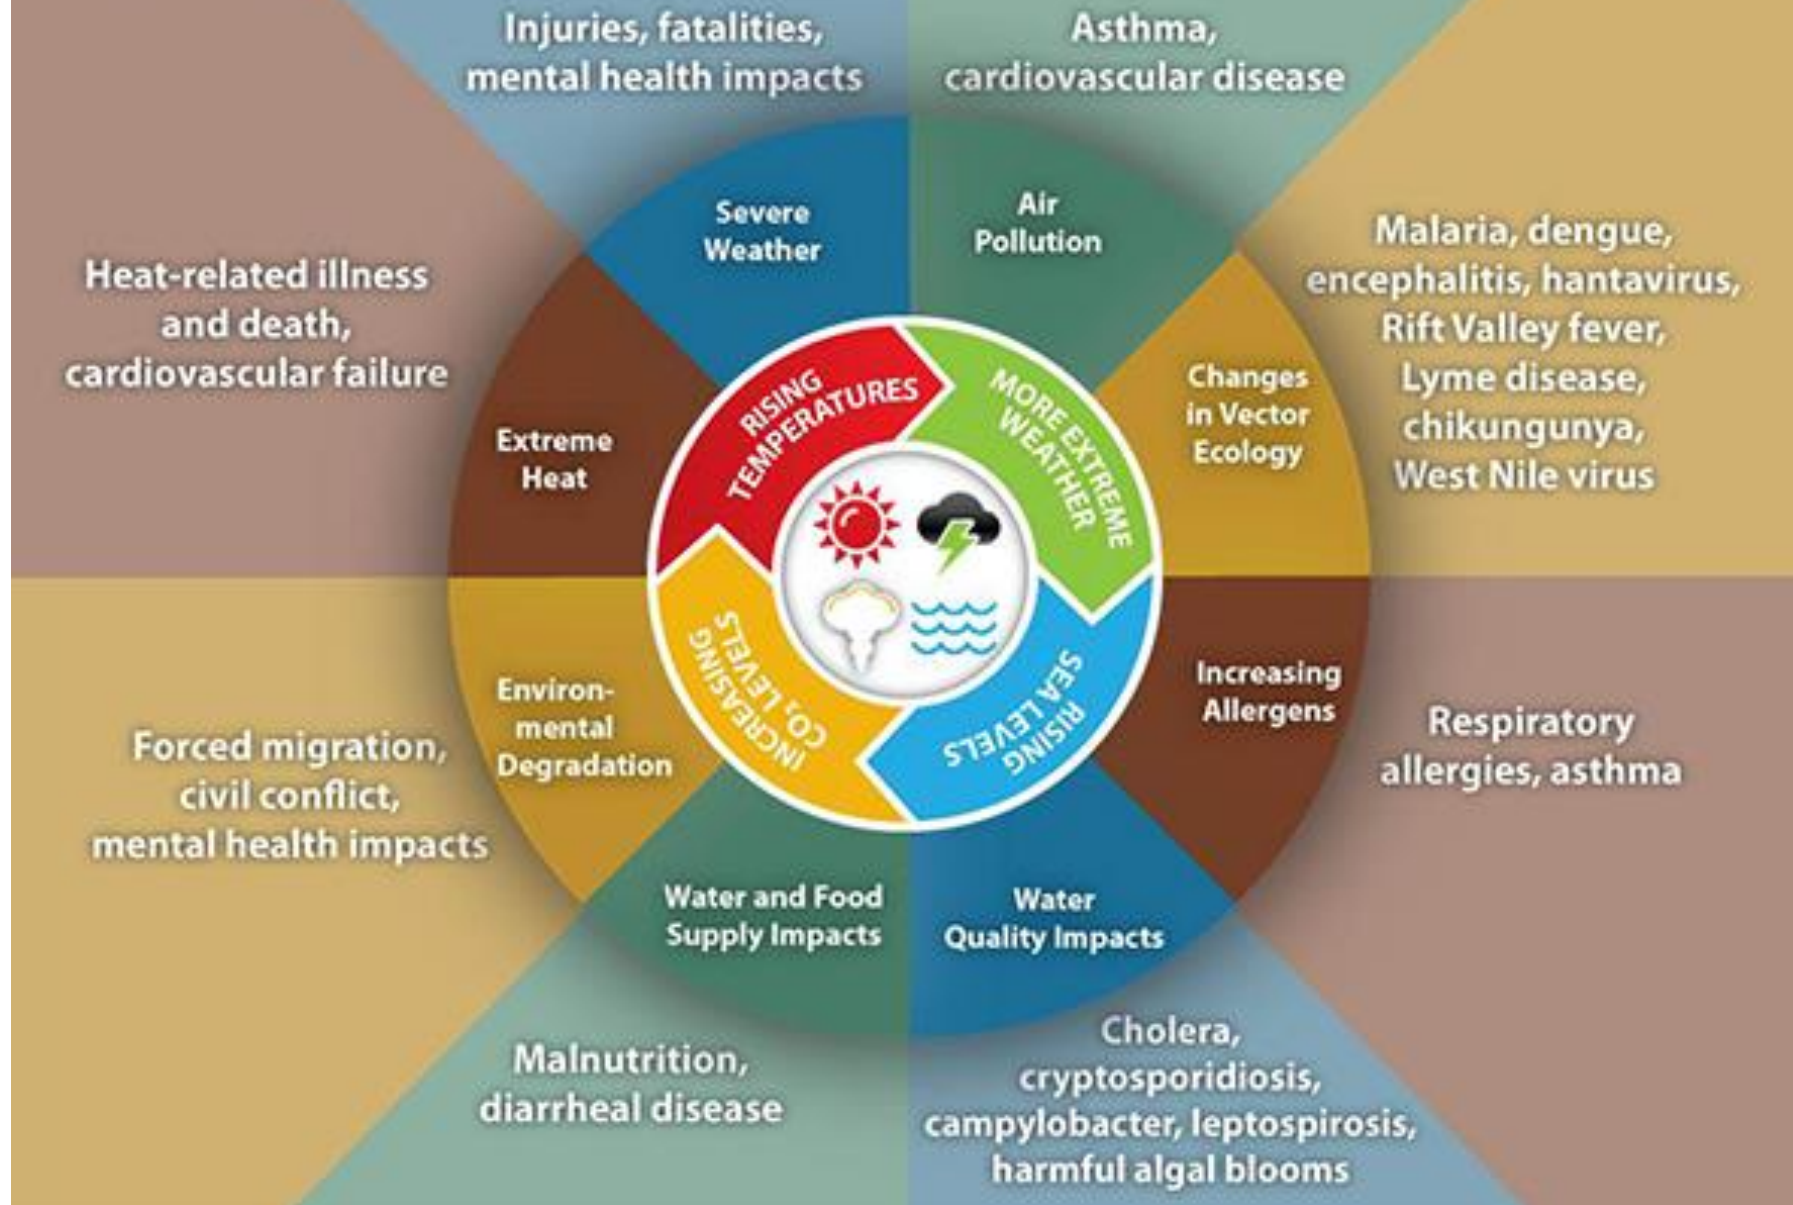 Injuries, fatalities,
mental health impacts
Asthma,
cardiovascular disease
Severe
Weather
Air
Pollution
Malaria, dengue,
encephalitis, hantavirus,
Rift Valley fever,
Lyme disease,
chikungunya,
West Nile virus
Heat-related illness
and death,
cardiovascular failure
Extreme
Heat
Changes
in Vector
Ecology
RISING
TEMPERATURES
MORE EXTREME
WEATHER
INCREASING
CO₂ LEVELS
RISING
SEA LEVELS
Environ-
mental
Degradation
Increasing
Allergens
Forced migration,
civil conflict,
mental health impacts
Respiratory
allergies, asthma
Water and Food
Supply Impacts
Water
Quality Impacts
Malnutrition,
diarrheal disease
Cholera,
cryptosporidiosis,
campylobacter, leptospirosis,
harmful algal blooms